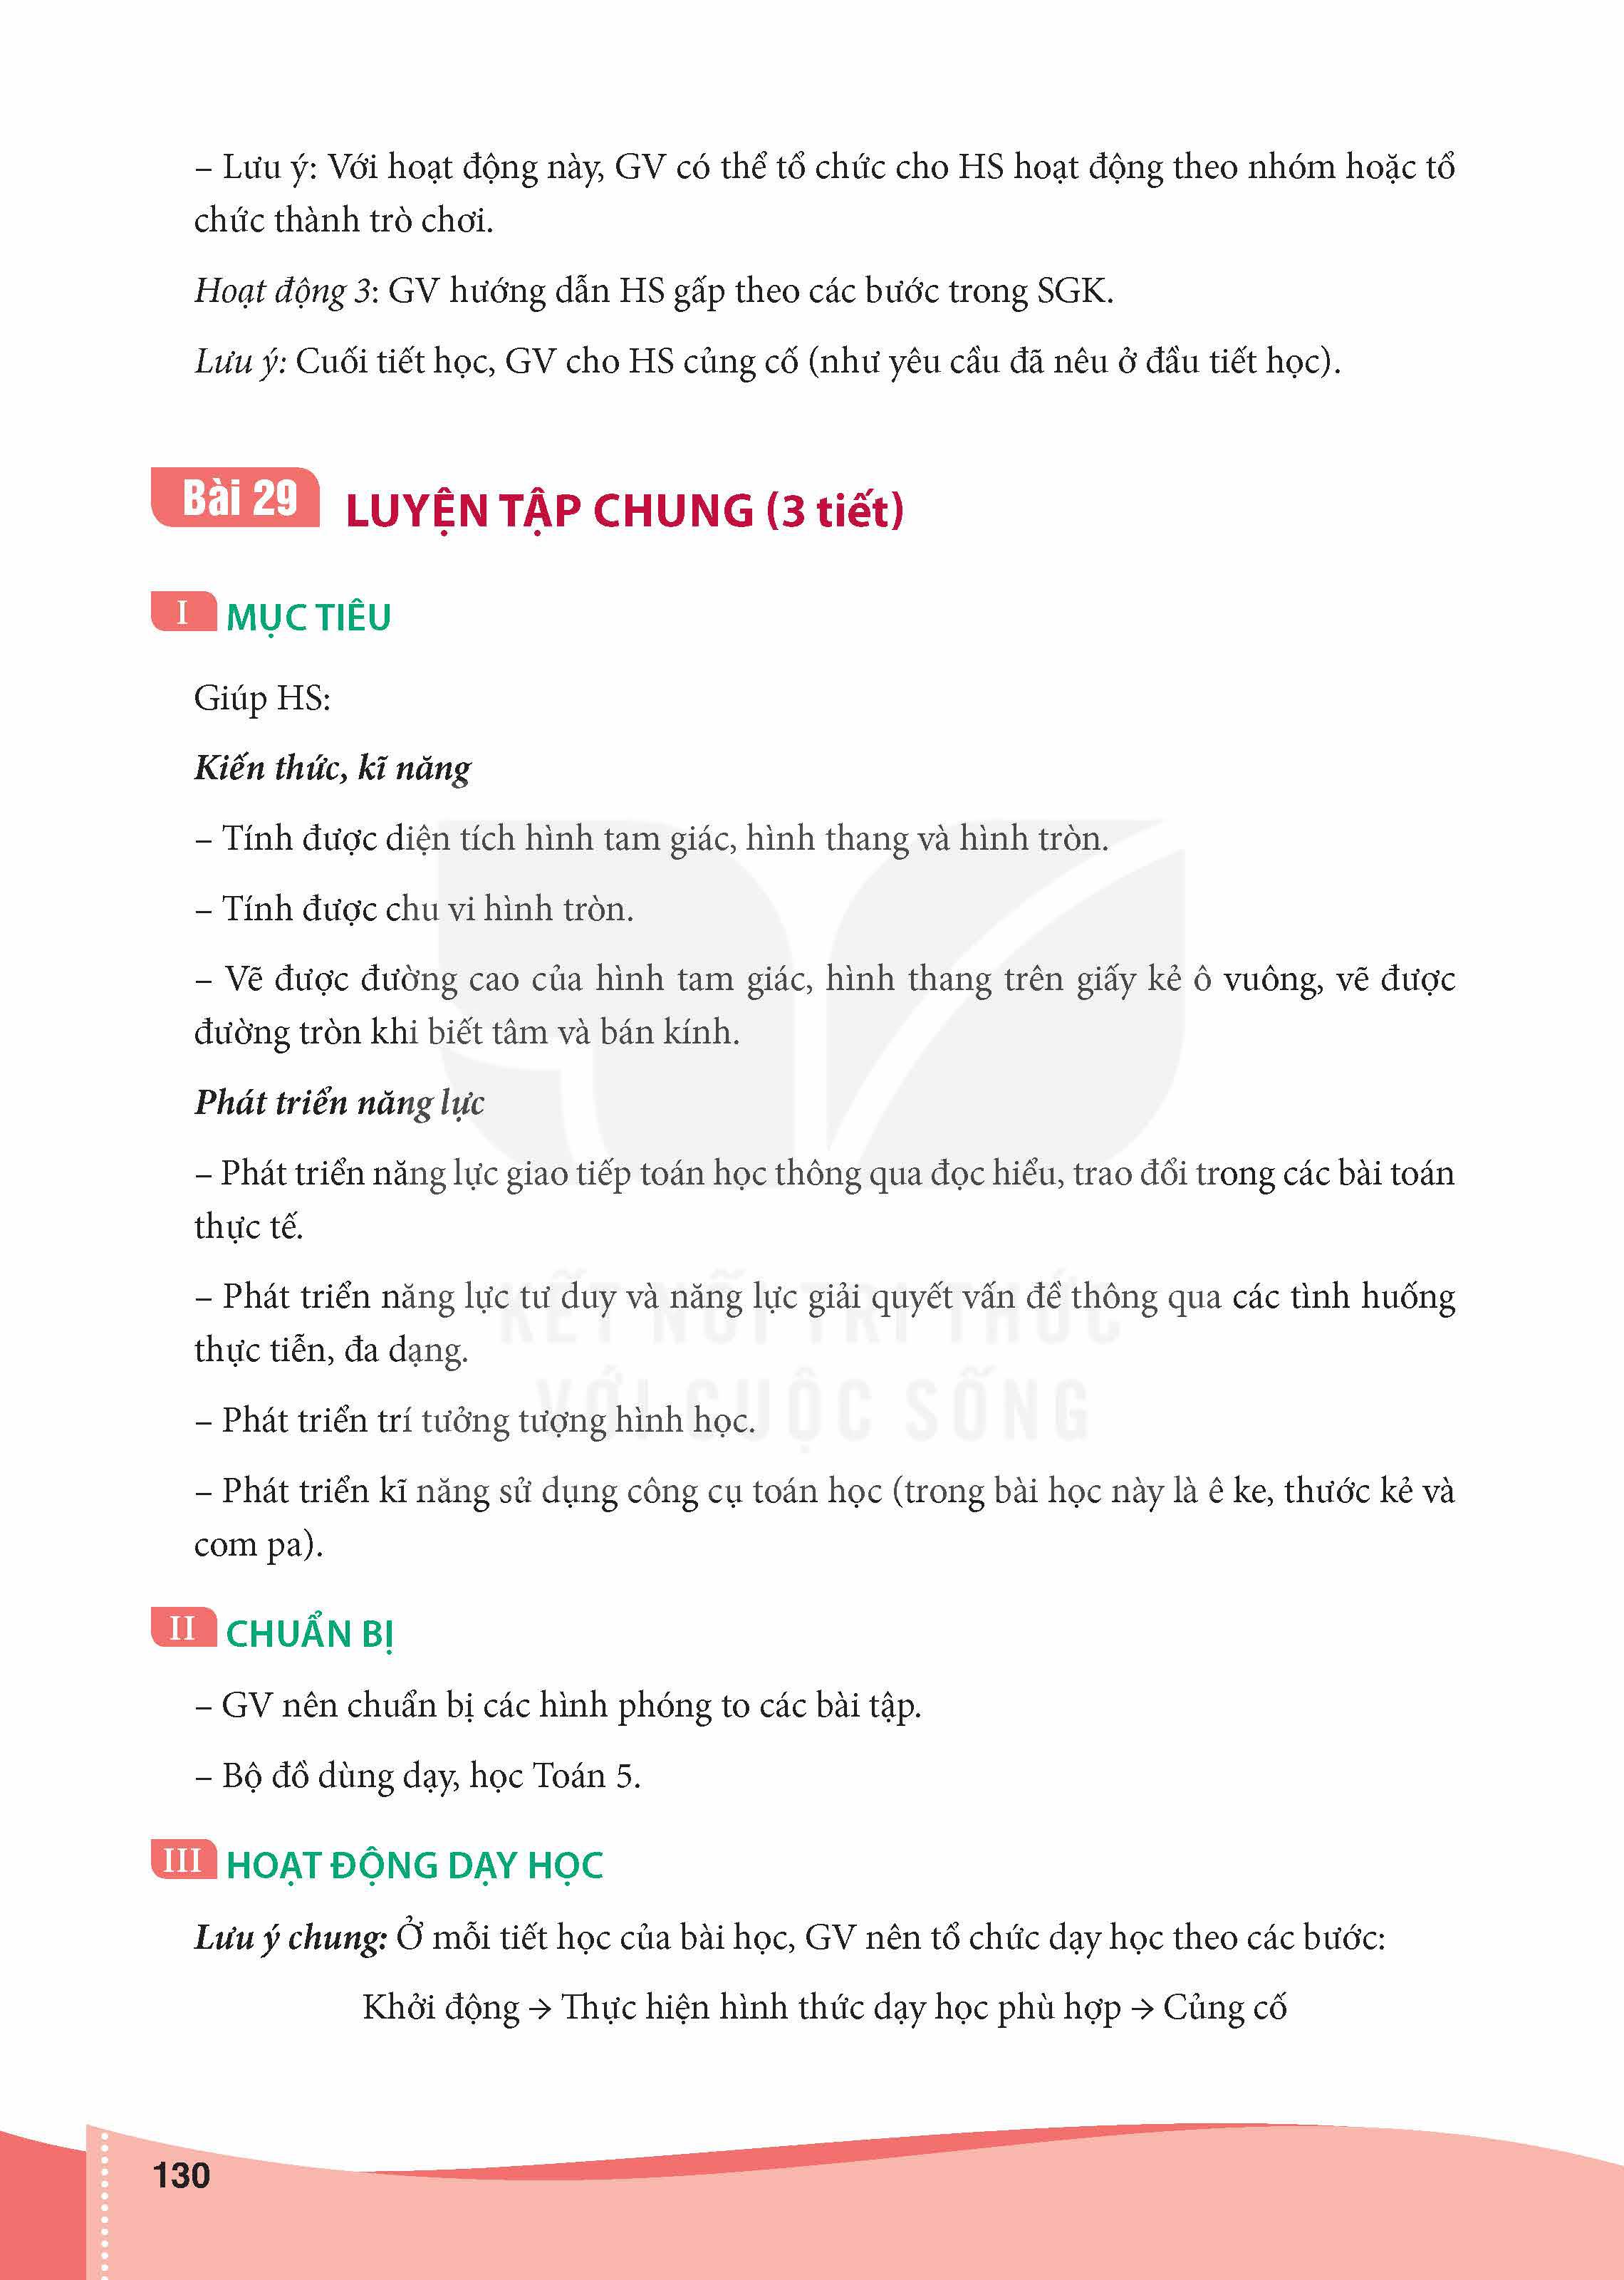 – Lưu ý: Với hoạt động này, GV có thể tổ chức cho HS hoạt động theo nhóm hoặc tổ
chức thành trò chơi.
Hoạt động 3: GV hướng dẫn HS gấp theo các bước trong SGK.
Lưu ý: Cuối tiết học, GV cho HS củng cố (như yêu cầu đã nêu ở đầu tiết học).
Bài 29 LUYỆN TẬP CHUNG (3 tiết)
I MỤC TIÊU
Giúp HS:
Kiến thức, kĩ năng
– Tính được diện tích hình tam giác, hình thang và hình tròn.
– Tính được chu vi hình tròn.
– Vẽ được đường cao của hình tam giác, hình thang trên giấy kẻ ô vuông, vẽ được
đường tròn khi biết tâm và bán kính.
Phát triển năng lực
– Phát triển năng lực giao tiếp toán học thông qua đọc hiểu, trao đổi trong các bài toán
thực tế.
– Phát triển năng lực tư duy và năng lực giải quyết vấn đề thông qua các tình huống
thực tiễn, đa dạng.
KẾT NỐI TRI THỨC
– Phát triển trí tưởng tượng hình học.
VỚI CUỘC SỐNG
– Phát triển kĩ năng sử dụng công cụ toán học (trong bài học này là ê ke, thước kẻ và
com pa).
II CHUẨN BỊ
– GV nên chuẩn bị các hình phóng to các bài tập.
– Bộ đồ dùng dạy, học Toán 5.
III HOẠT ĐỘNG DẠY HỌC
Lưu ý chung: Ở mỗi tiết học của bài học, GV nên tổ chức dạy học theo các bước:
Khởi động → Thực hiện hình thức dạy học phù hợp → Củng cố
130